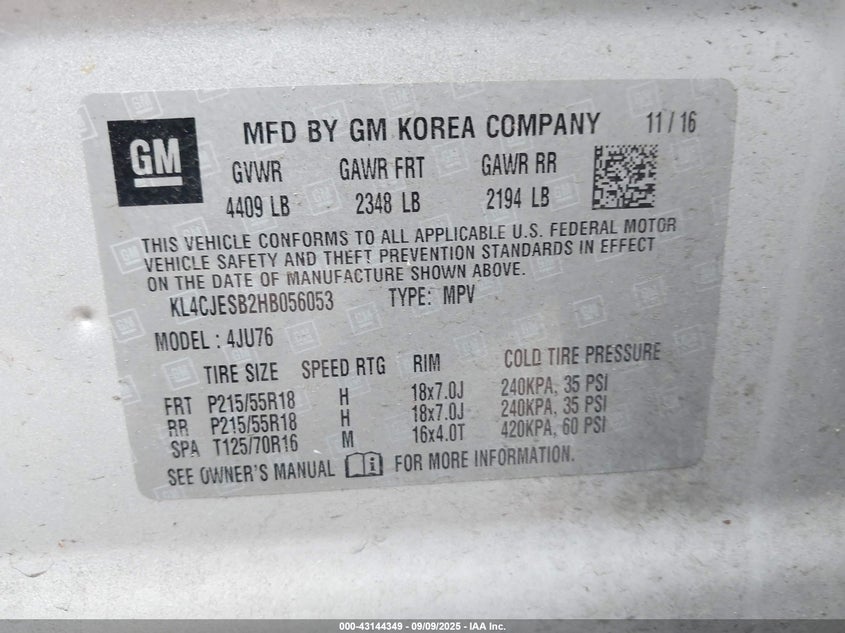 GM
MFD BY GM KOREA COMPANY 11/16
GVWR GAWR FRT GAWR RR
4409 LB 2348 LB 2194 LB
THIS VEHICLE CONFORMS TO ALL APPLICABLE U.S. FEDERAL MOTOR
VEHICLE SAFETY AND THEFT PREVENTION STANDARDS IN EFFECT
ON THE DATE OF MANUFACTURE SHOWN ABOVE.
KL4CJESB2HB056053 TYPE: MPV
MODEL : 4JU76
TIRE SIZE SPEED RTG RIM COLD TIRE PRESSURE
FRT P215/55R18 H 18x7.0J 240KPA, 35 PSI
RR P215/55R18 H 18x7.0J 240KPA, 35 PSI
SPA T125/70R16 M 16x4.0T 420KPA, 60 PSI
SEE OWNER'S MANUAL i FOR MORE INFORMATION.
000-43144349 - 09/09/2025 - IAA Inc.